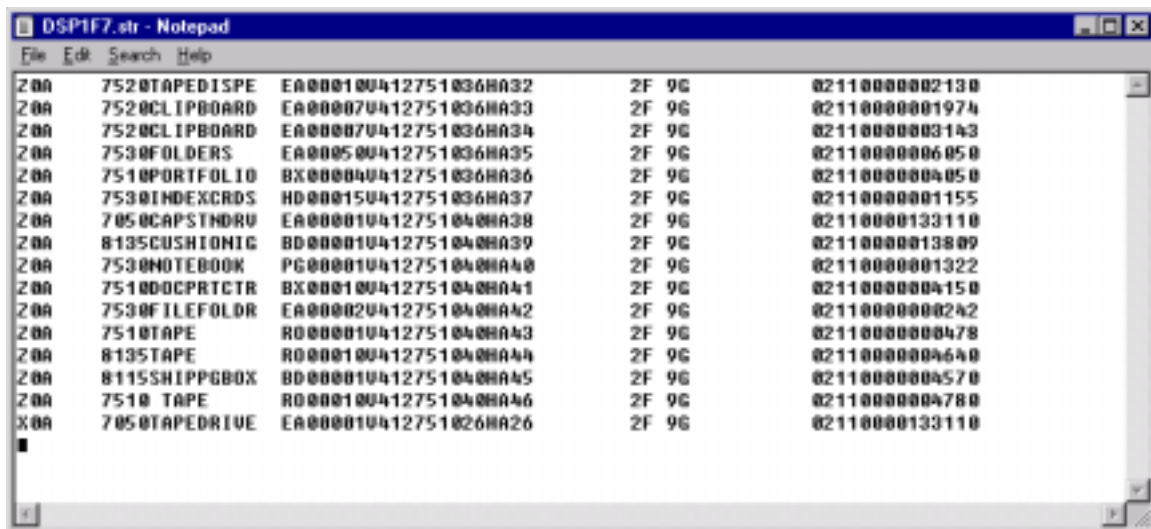 DSP1F7.str - Notepad
File Edit Search Help
Z0A 7520TAPEDISPE EA00010V412751036HA32 2F 9G 02110000002130
Z0A 7520CLIPBOARD EA00007V412751036HA33 2F 9G 02110000001974
Z0A 7520CLIPBOARD EA00007V412751036HA34 2F 9G 02110000003143
Z0A 7530FOLDERS EA00050V412751036HA35 2F 9G 02110000006050
Z0A 7510PORTFOLIO BX00004V412751036HA36 2F 9G 02110000004050
Z0A 7530INDEXCRDS HD00015V412751036HA37 2F 9G 02110000001155
Z0A 7050CAPSTNDRV EA00001V412751040HA38 2F 9G 02110000133110
Z0A 8135CUSHIONIG BD00001V412751040HA39 2F 9G 02110000013809
Z0A 7530NOTEBOOK PG00001V412751040HA40 2F 9G 02110000001322
Z0A 7510DOCPRTCTR BX00010V412751040HA41 2F 9G 02110000004150
Z0A 7530FILEFOLDR EA00002V412751040HA42 2F 9G 02110000000242
Z0A 7510TAPE RO00001V412751040HA43 2F 9G 02110000000478
Z0A 8135TAPE RO00010V412751040HA44 2F 9G 02110000004640
Z0A 8115SHIPPGBOX BD00001V412751040HA45 2F 9G 02110000004570
Z0A 7510 TAPE RO00010V412751040HA46 2F 9G 02110000004780
X0A 7050TAPEDRIVE EA00001V412751026HA26 2F 9G 02110000133110